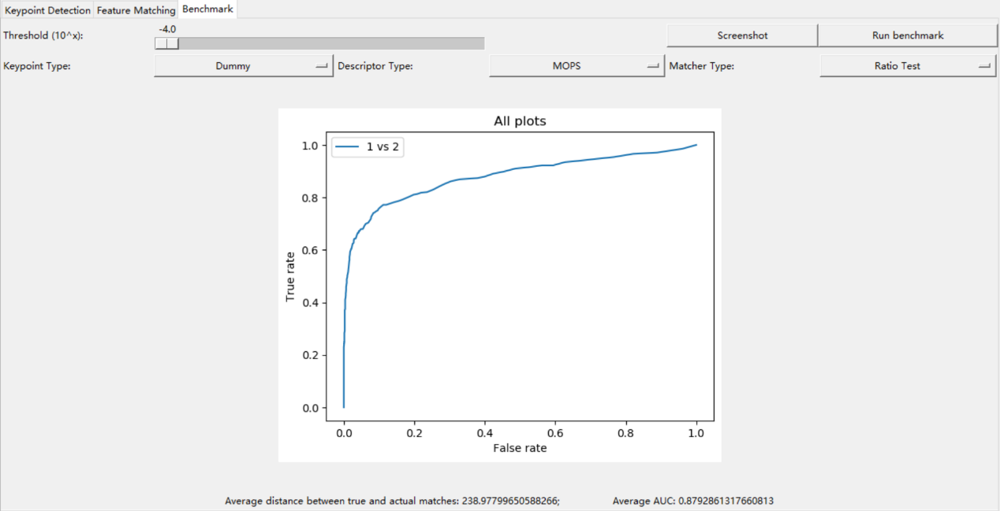 Keypoint Detection Feature Matching Benchmark
-4.0
Threshold (10^x): Screenshot Run benchmark
Keypoint Type: Dummy Descriptor Type: MOPS Matcher Type: Ratio Test
All plots
1 vs 2
1.0
0.8
0.6
0.4
0.2
0.0
True rate
0.0 0.2 0.4 0.6 0.8 1.0
False rate
Average distance between true and actual matches: 238.97799650588266; Average AUC: 0.8792861317660813